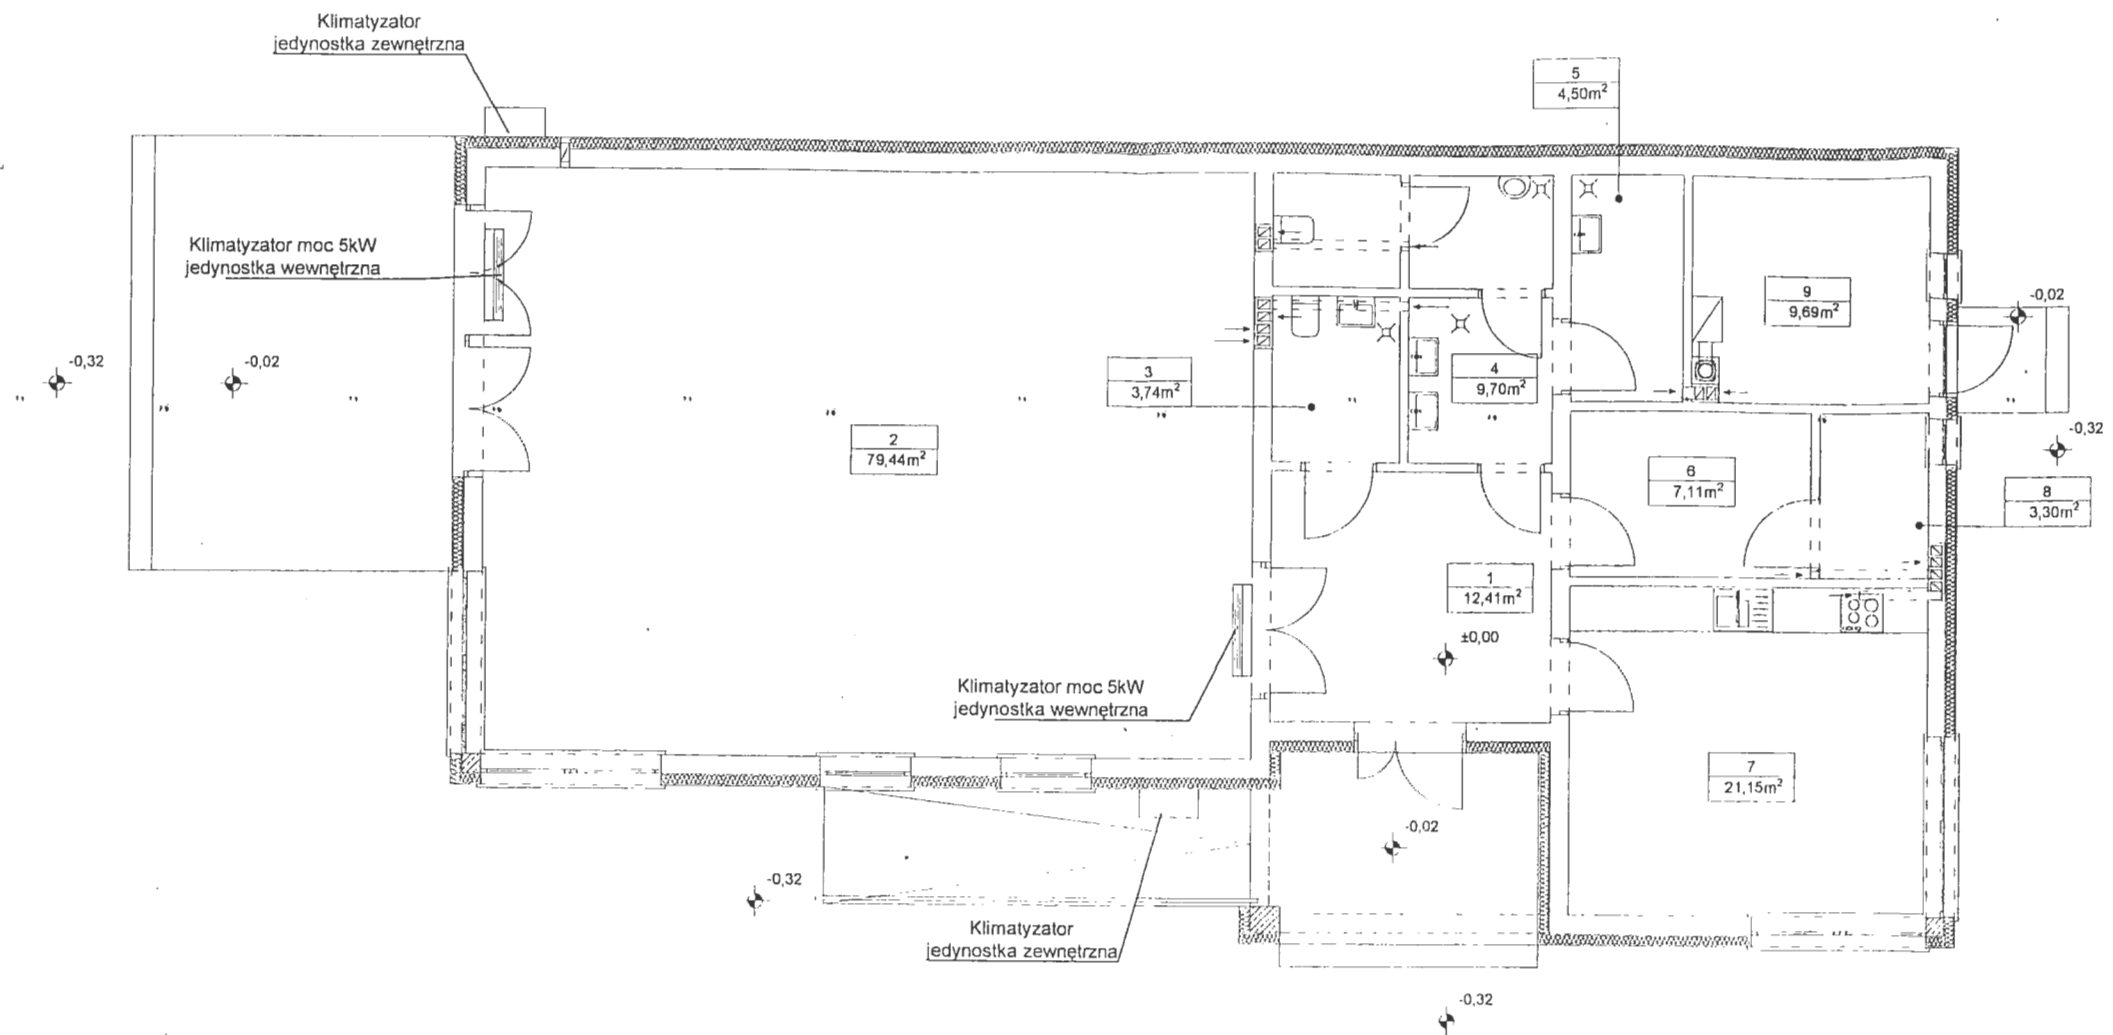 Klimatyzator
jedynostka zewnętrzna
5
4,50m²
Klimatyzator moc 5kW
jedynostka wewnętrzna
9
9,69m²
-0,02
-0,32
-0,02
3
3,74m²
4
9,70m²
-0,32
2
79,44m²
6
7,11m²
8
3,30m²
1
12,41m²
±0,00
Klimatyzator moc 5kW
jedynostka wewnętrzna
7
21,15m²
-0,02
-0,32
Klimatyzator
jedynostka zewnętrzna
-0,32